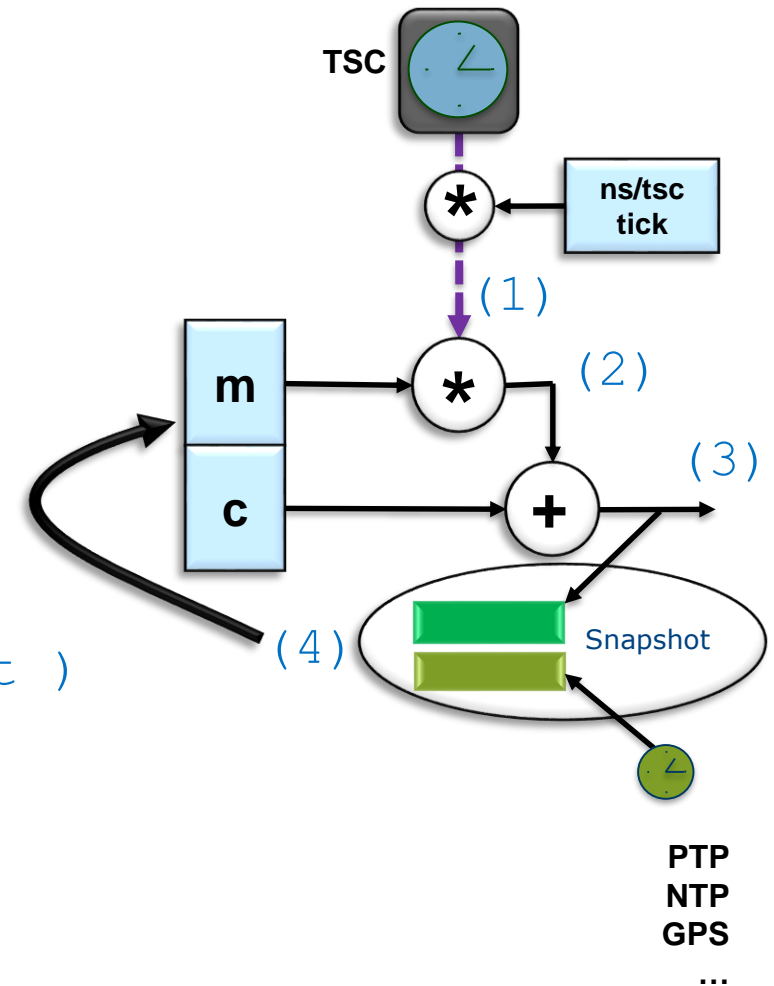 TSC
*
ns/tsc
tick
(1)
m
*
(2)
(3)
c
+
Snapshot
(4)
)
PTP
NTP
GPS
…